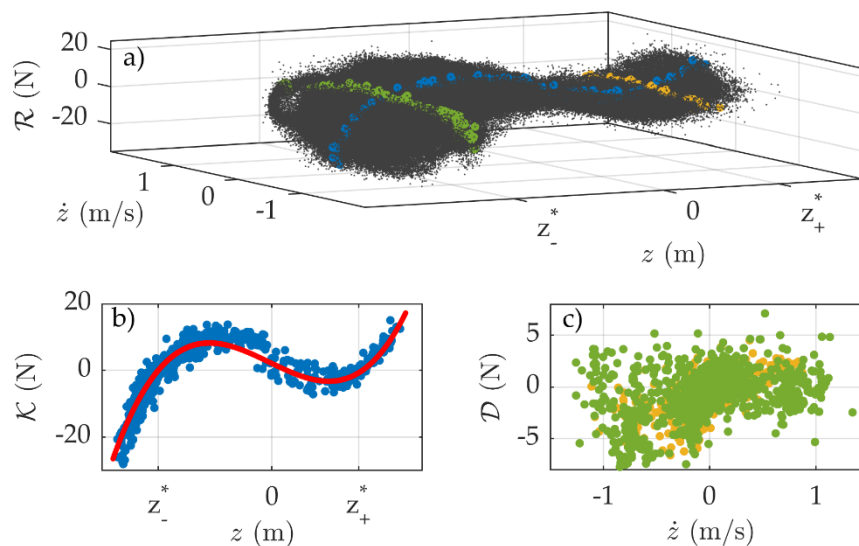 a)
ℛ (N)
20
0
-20
1
0
-1
ż (m/s)
z*₋
0
z*₊
z (m)
b)
𝒦 (N)
20
0
-20
z*₋
0
z*₊
z (m)
c)
𝒟 (N)
5
0
-5
-1
0
1
ż (m/s)